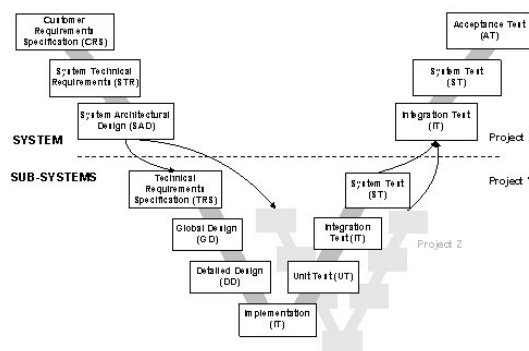 Customer
Requirements
Specification (CRS)
System Technical
Requirements (STR)
System Architectural
Design (SAD)
Acceptance Test
(AT)
System Test
(ST)
Integration Test
(IT)
SYSTEM
Project
SUB-SYSTEMS
Project
Technical
Requirements
Specification (TRS)
Global Design
(GD)
Detailed Design
(DD)
Implementation
(IT)
System Test
(ST)
Integration
Test (IT)
Unit Test (UT)
Project Z